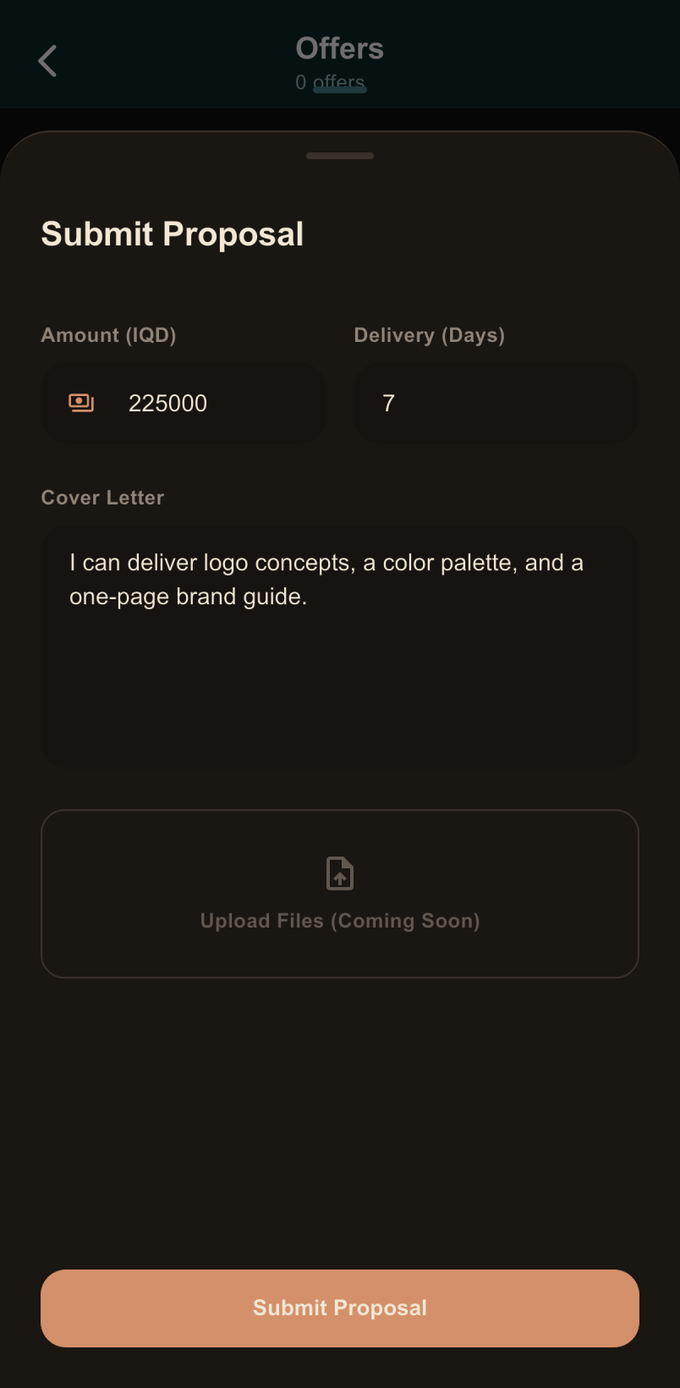 Offers
0 offers
Submit Proposal
Amount (IQD)
Delivery (Days)
225000
7
Cover Letter
I can deliver logo concepts, a color palette, and a
one-page brand guide.
Upload Files (Coming Soon)
Submit Proposal